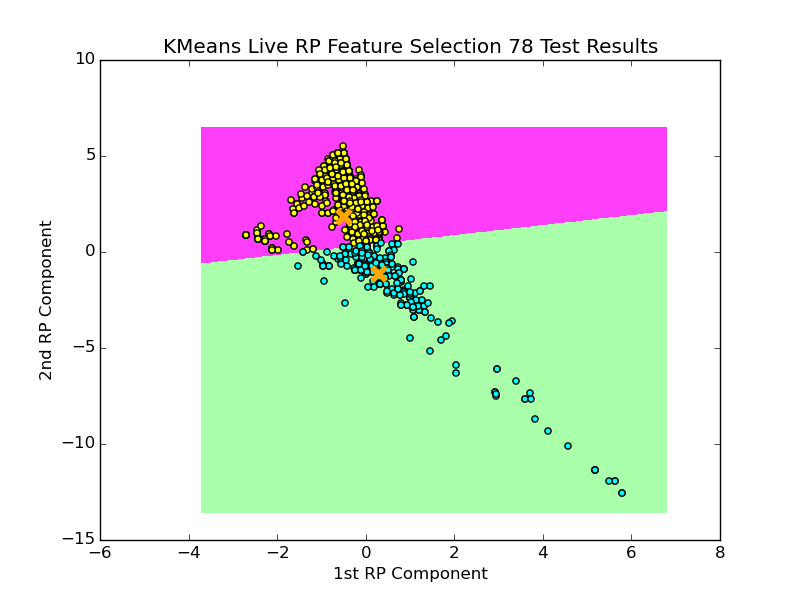 KMeans Live RP Feature Selection 78 Test Results
10
5
0
−5
−10
−15
2nd RP Component
−6 −4 −2 0 2 4 6 8
1st RP Component